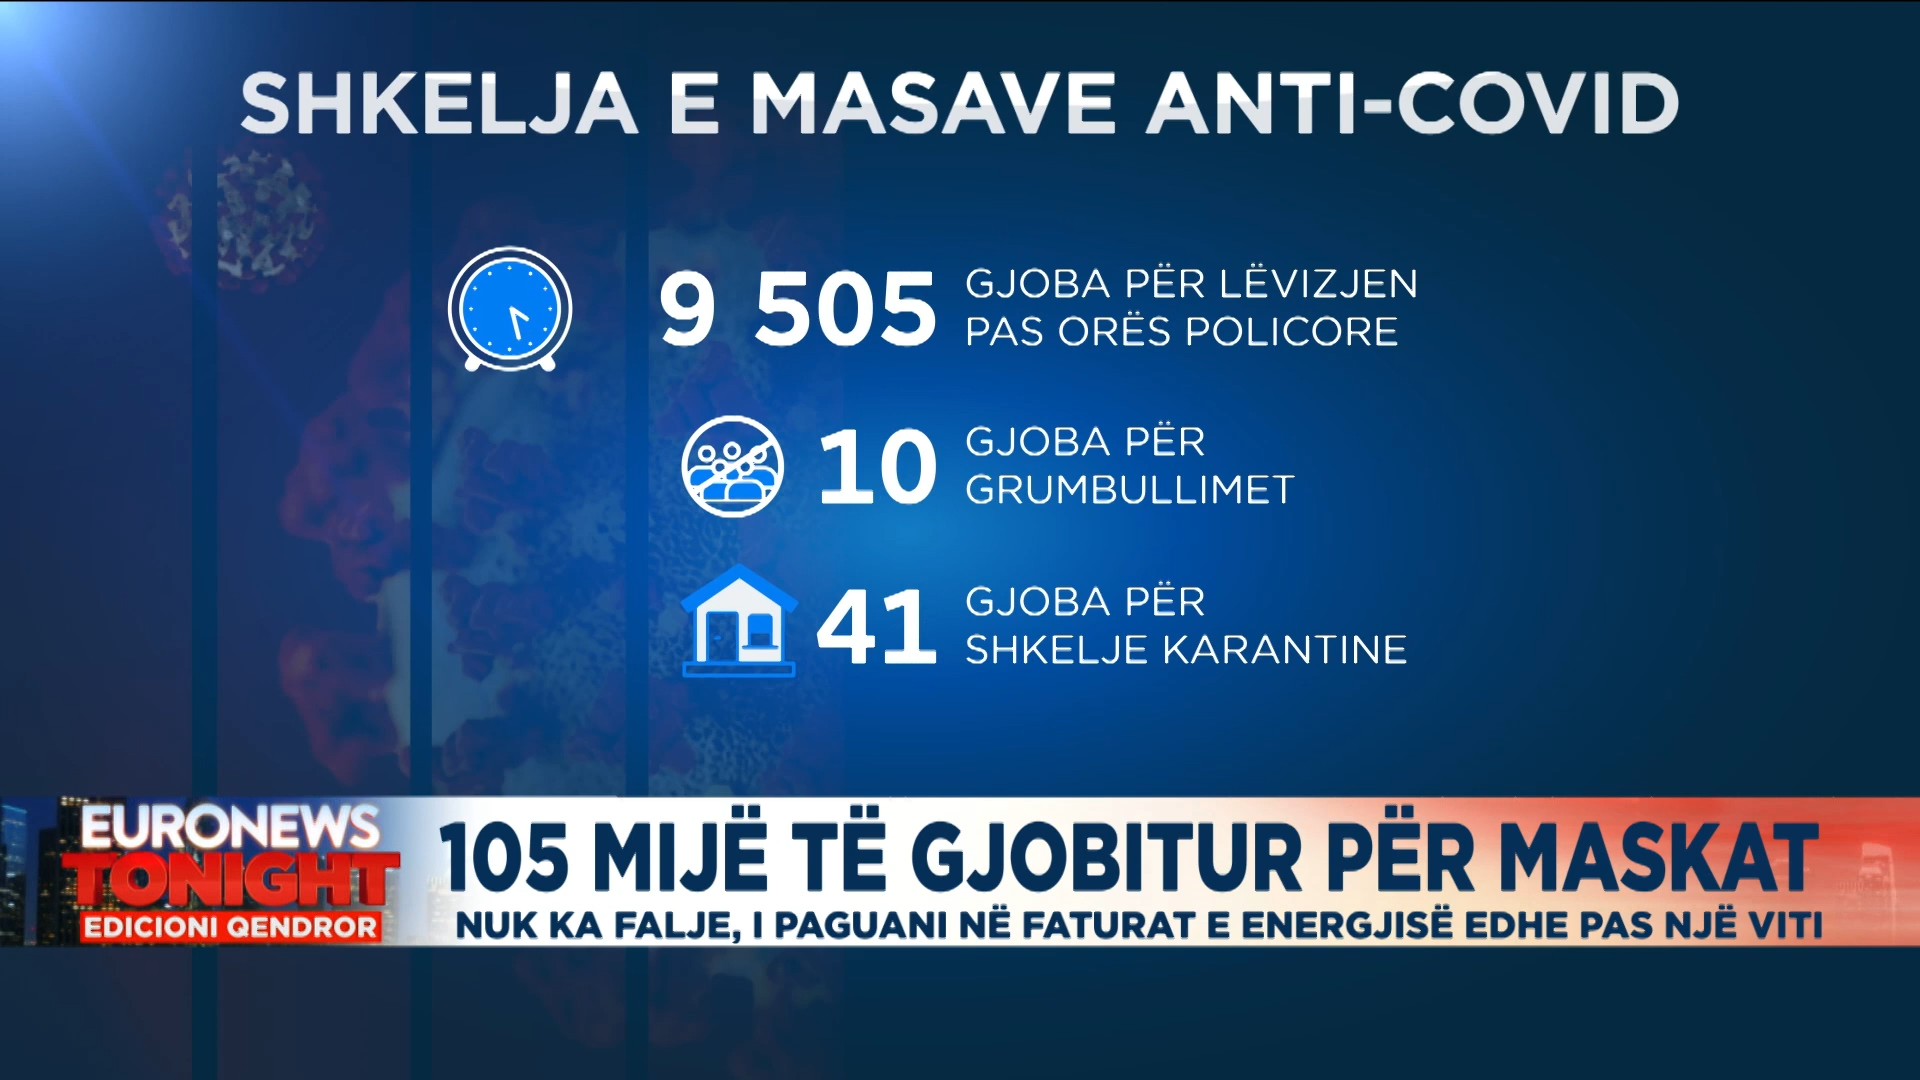 SHKELJA E MASAVE ANTI-COVID
9 505
GJOBA PËR LËVIZJEN
PAS ORËS POLICORE
10
GJOBA PËR
GRUMBULLIMET
41
GJOBA PËR
SHKELJE KARANTINE
EURONEWS
TONIGHT
EDICIONI QENDROR
105 MIJË TË GJOBITUR PËR MASKAT
NUK KA FALJE, I PAGUANI NË FATURAT E ENERGJISË EDHE PAS NJË VITI